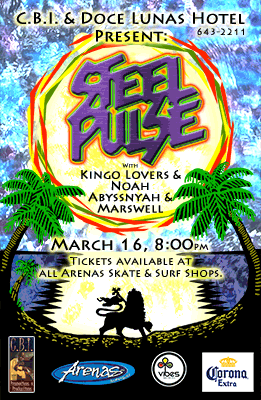 C.B.I. & Doce Lunas Hotel
643-2211
Present:
STEEL
PULSE
With
Kingo Lovers &
Noah
Abyssnyah &
Marswell
March 16, 8:00pm
Tickets available at
all Arenas Skate & Surf Shops.
C.B.I.
Productions
Arenas
vibes
Corona
Extra